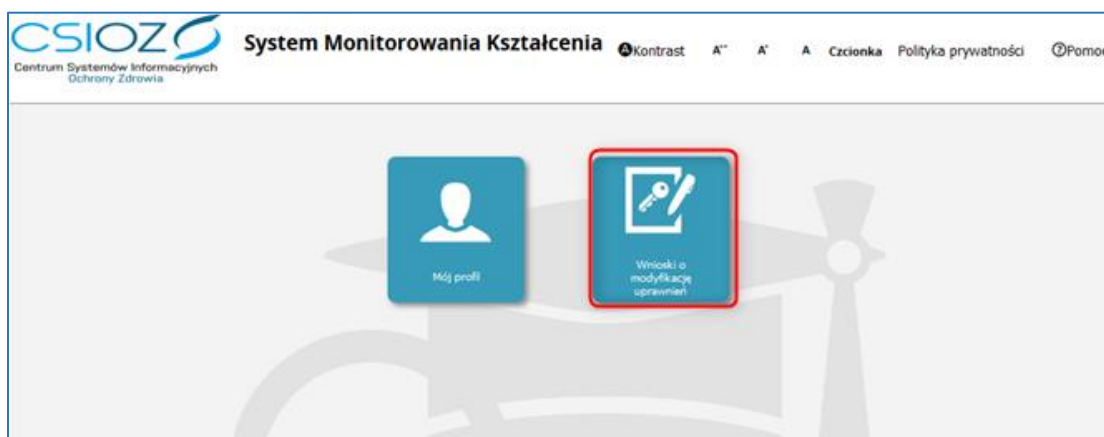 CSIOZ
Centrum Systemów Informacyjnych
Ochrony Zdrowia
System Monitorowania Kształcenia
Kontrast A++ A+ A Czcionka Polityka prywatności Pomoc
Mój profil
Wnioski o
modyfikację
uprawnień